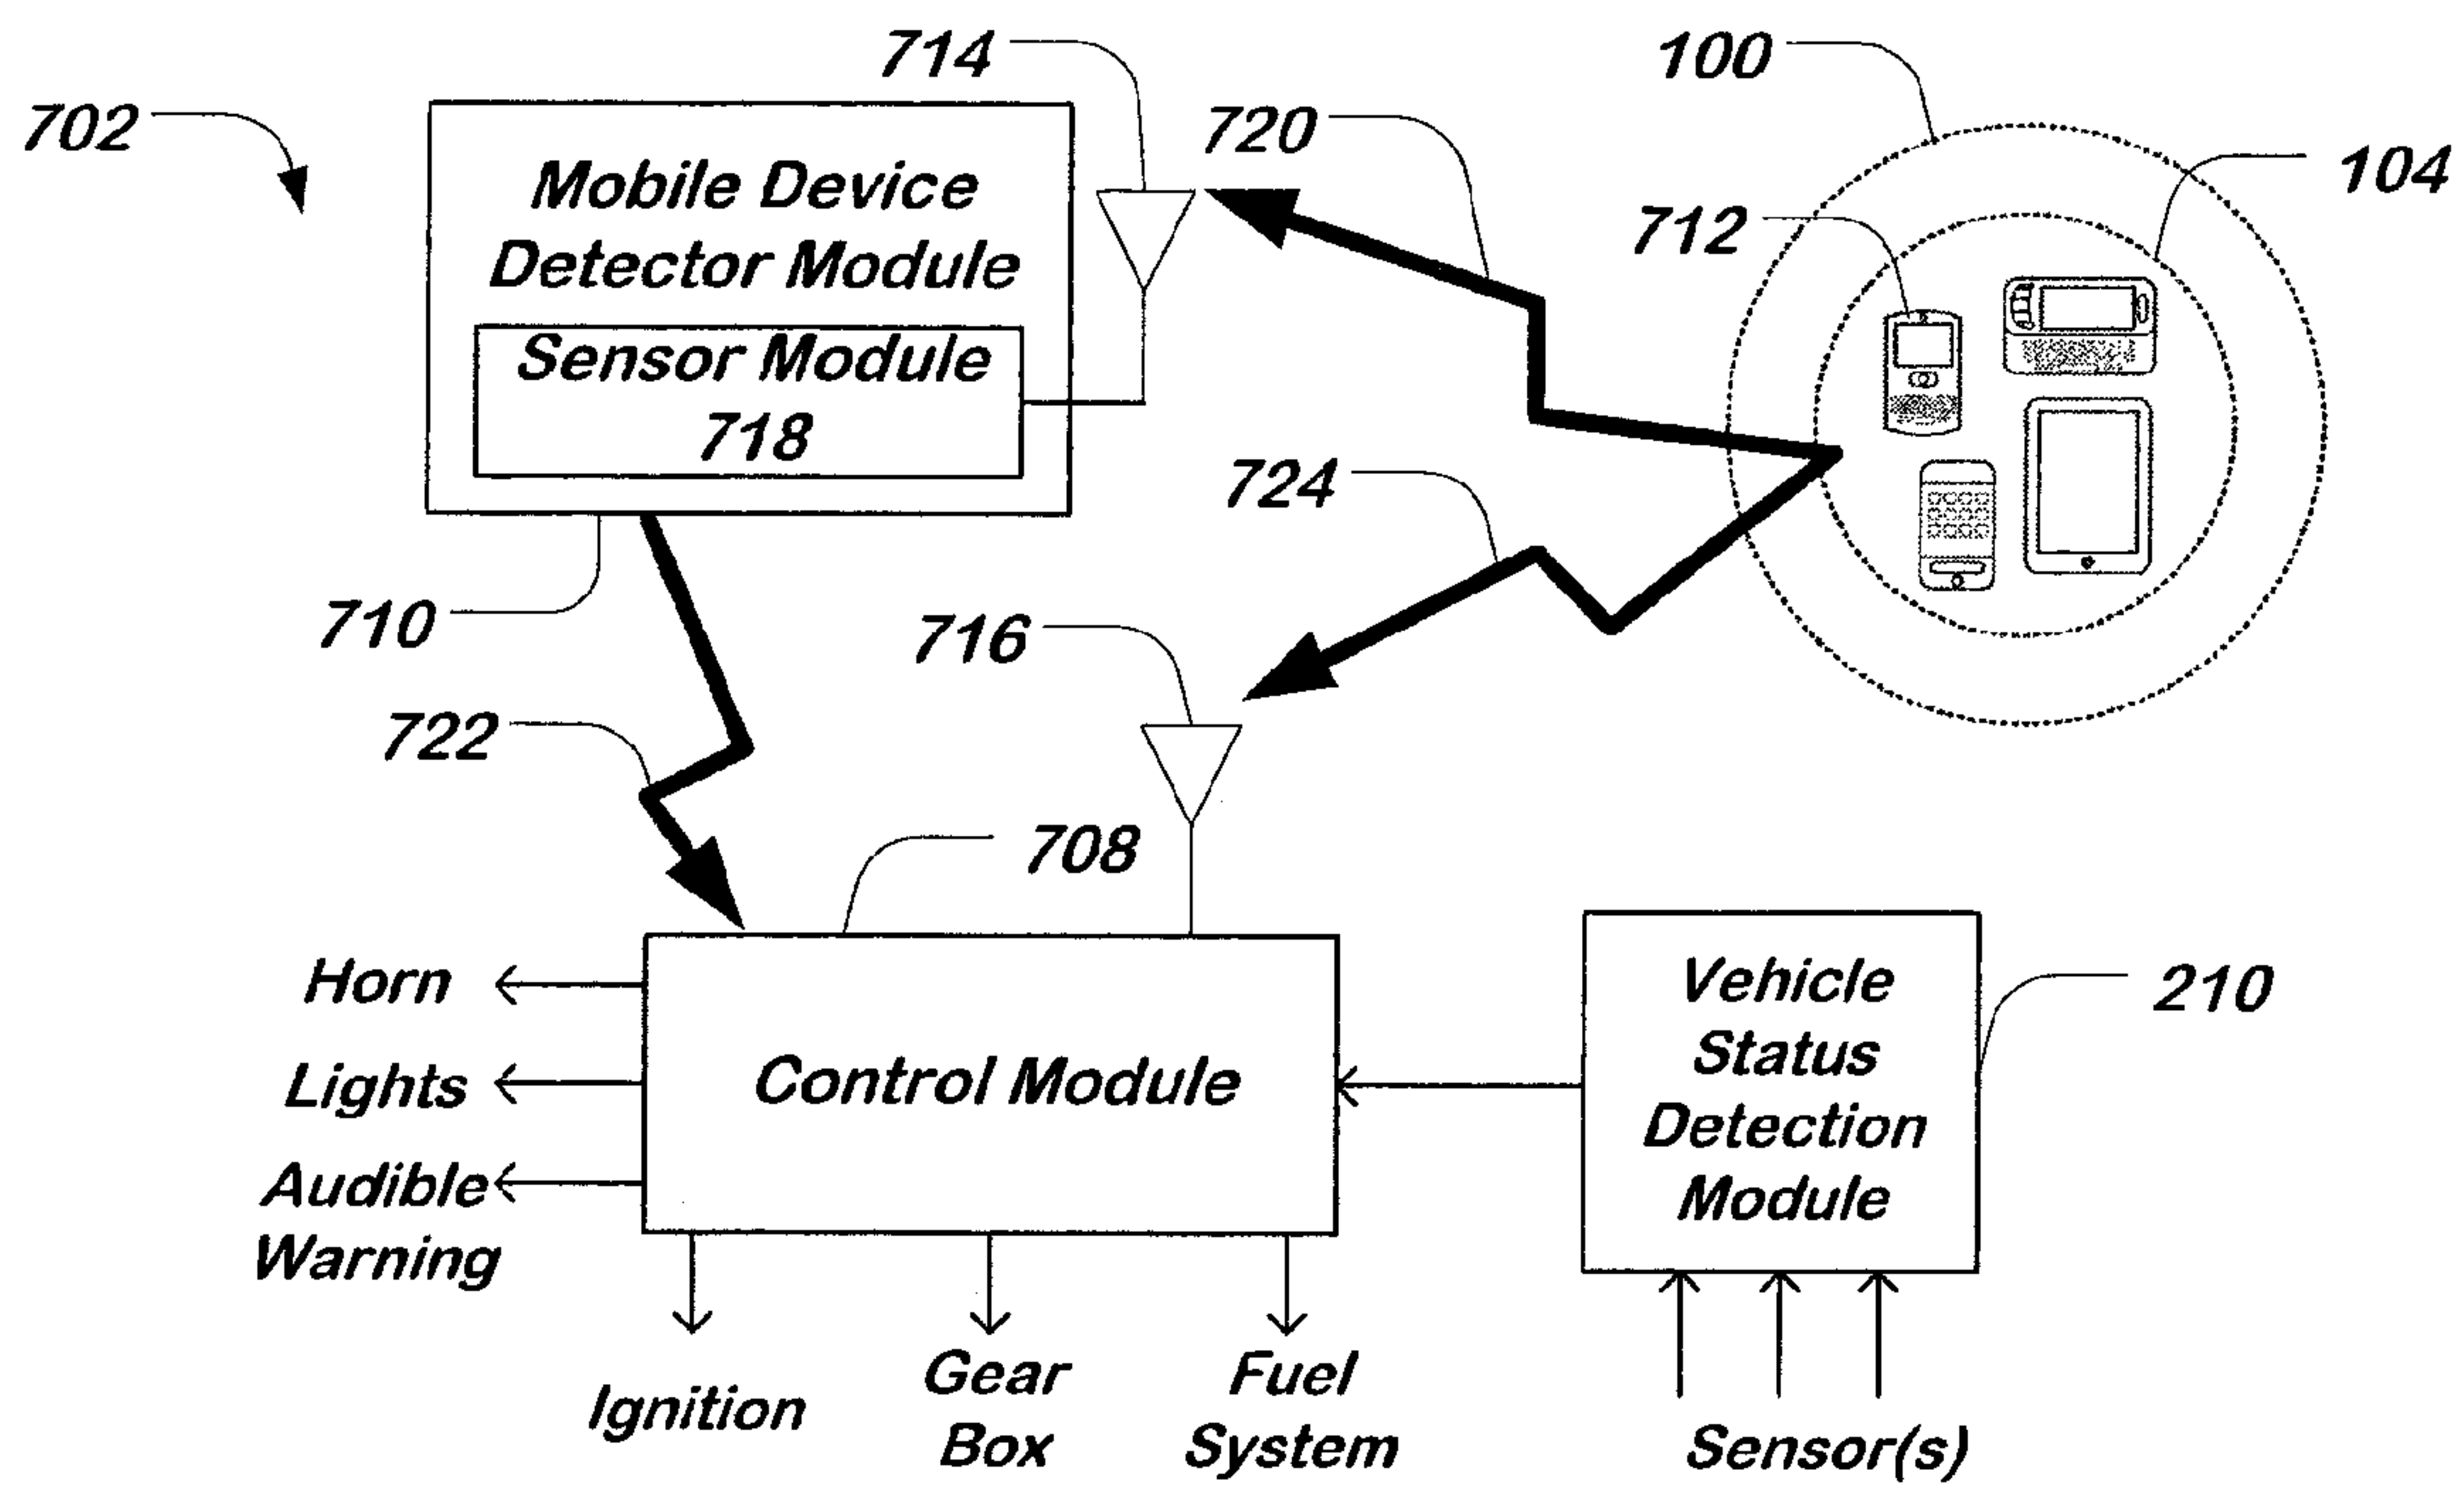 714
100
702
720
104
Mobile Device
Detector Module
712
Sensor Module
718
724
710
716
722
708
Horn
Lights
Audible
Warning
Control Module
Vehicle
Status
Detection
Module
210
Ignition
Gear
Box
Fuel
System
Sensor(s)